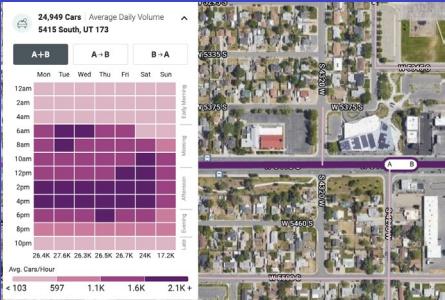 24,949 Cars | Average Daily Volume
5415 South, UT 173
A+B A→B B→A
Mon Tue Wed Thu Fri Sat Sun
12am
2am
4am
6am
8am
10am
12pm
2pm
4pm
6pm
8pm
10pm
Early Morning
Morning
Afternoon
Evening
Late
26.4K 27.6K 26.3K 26.5K 26.7K 24K 17.2K
Avg. Cars/Hour
< 103 597 1.1K 1.6K 2.1K+
W 5335 S
W 5375 S
W 5375 S
A B
W 5460 S